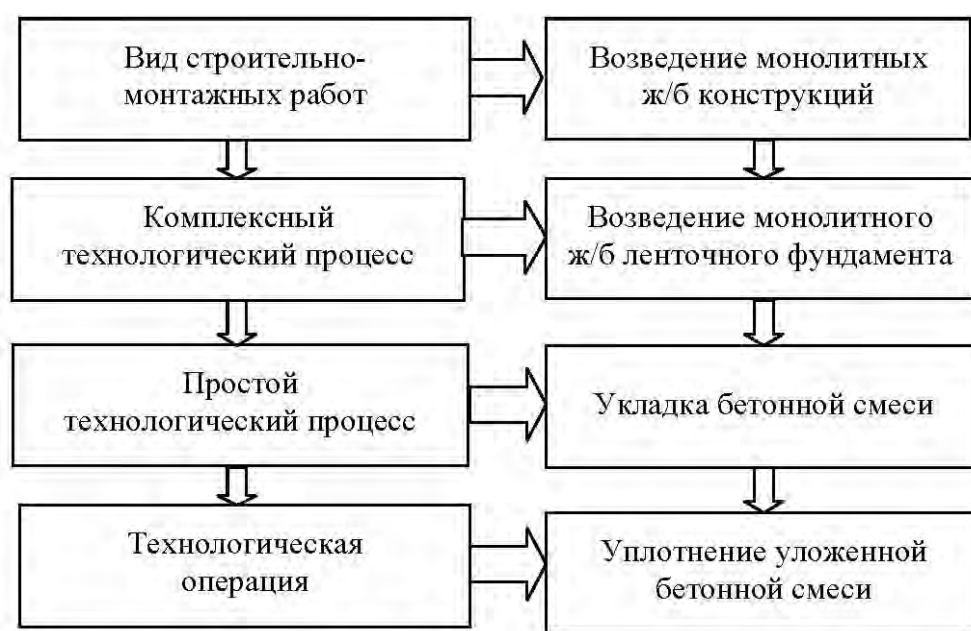 Вид строительно-
монтажных работ
Возведение монолитных
ж/б конструкций
Комплексный
технологический процесс
Возведение монолитного
ж/б ленточного фундамента
Простой
технологический процесс
Укладка бетонной смеси
Технологическая
операция
Уплотнение уложенной
бетонной смеси